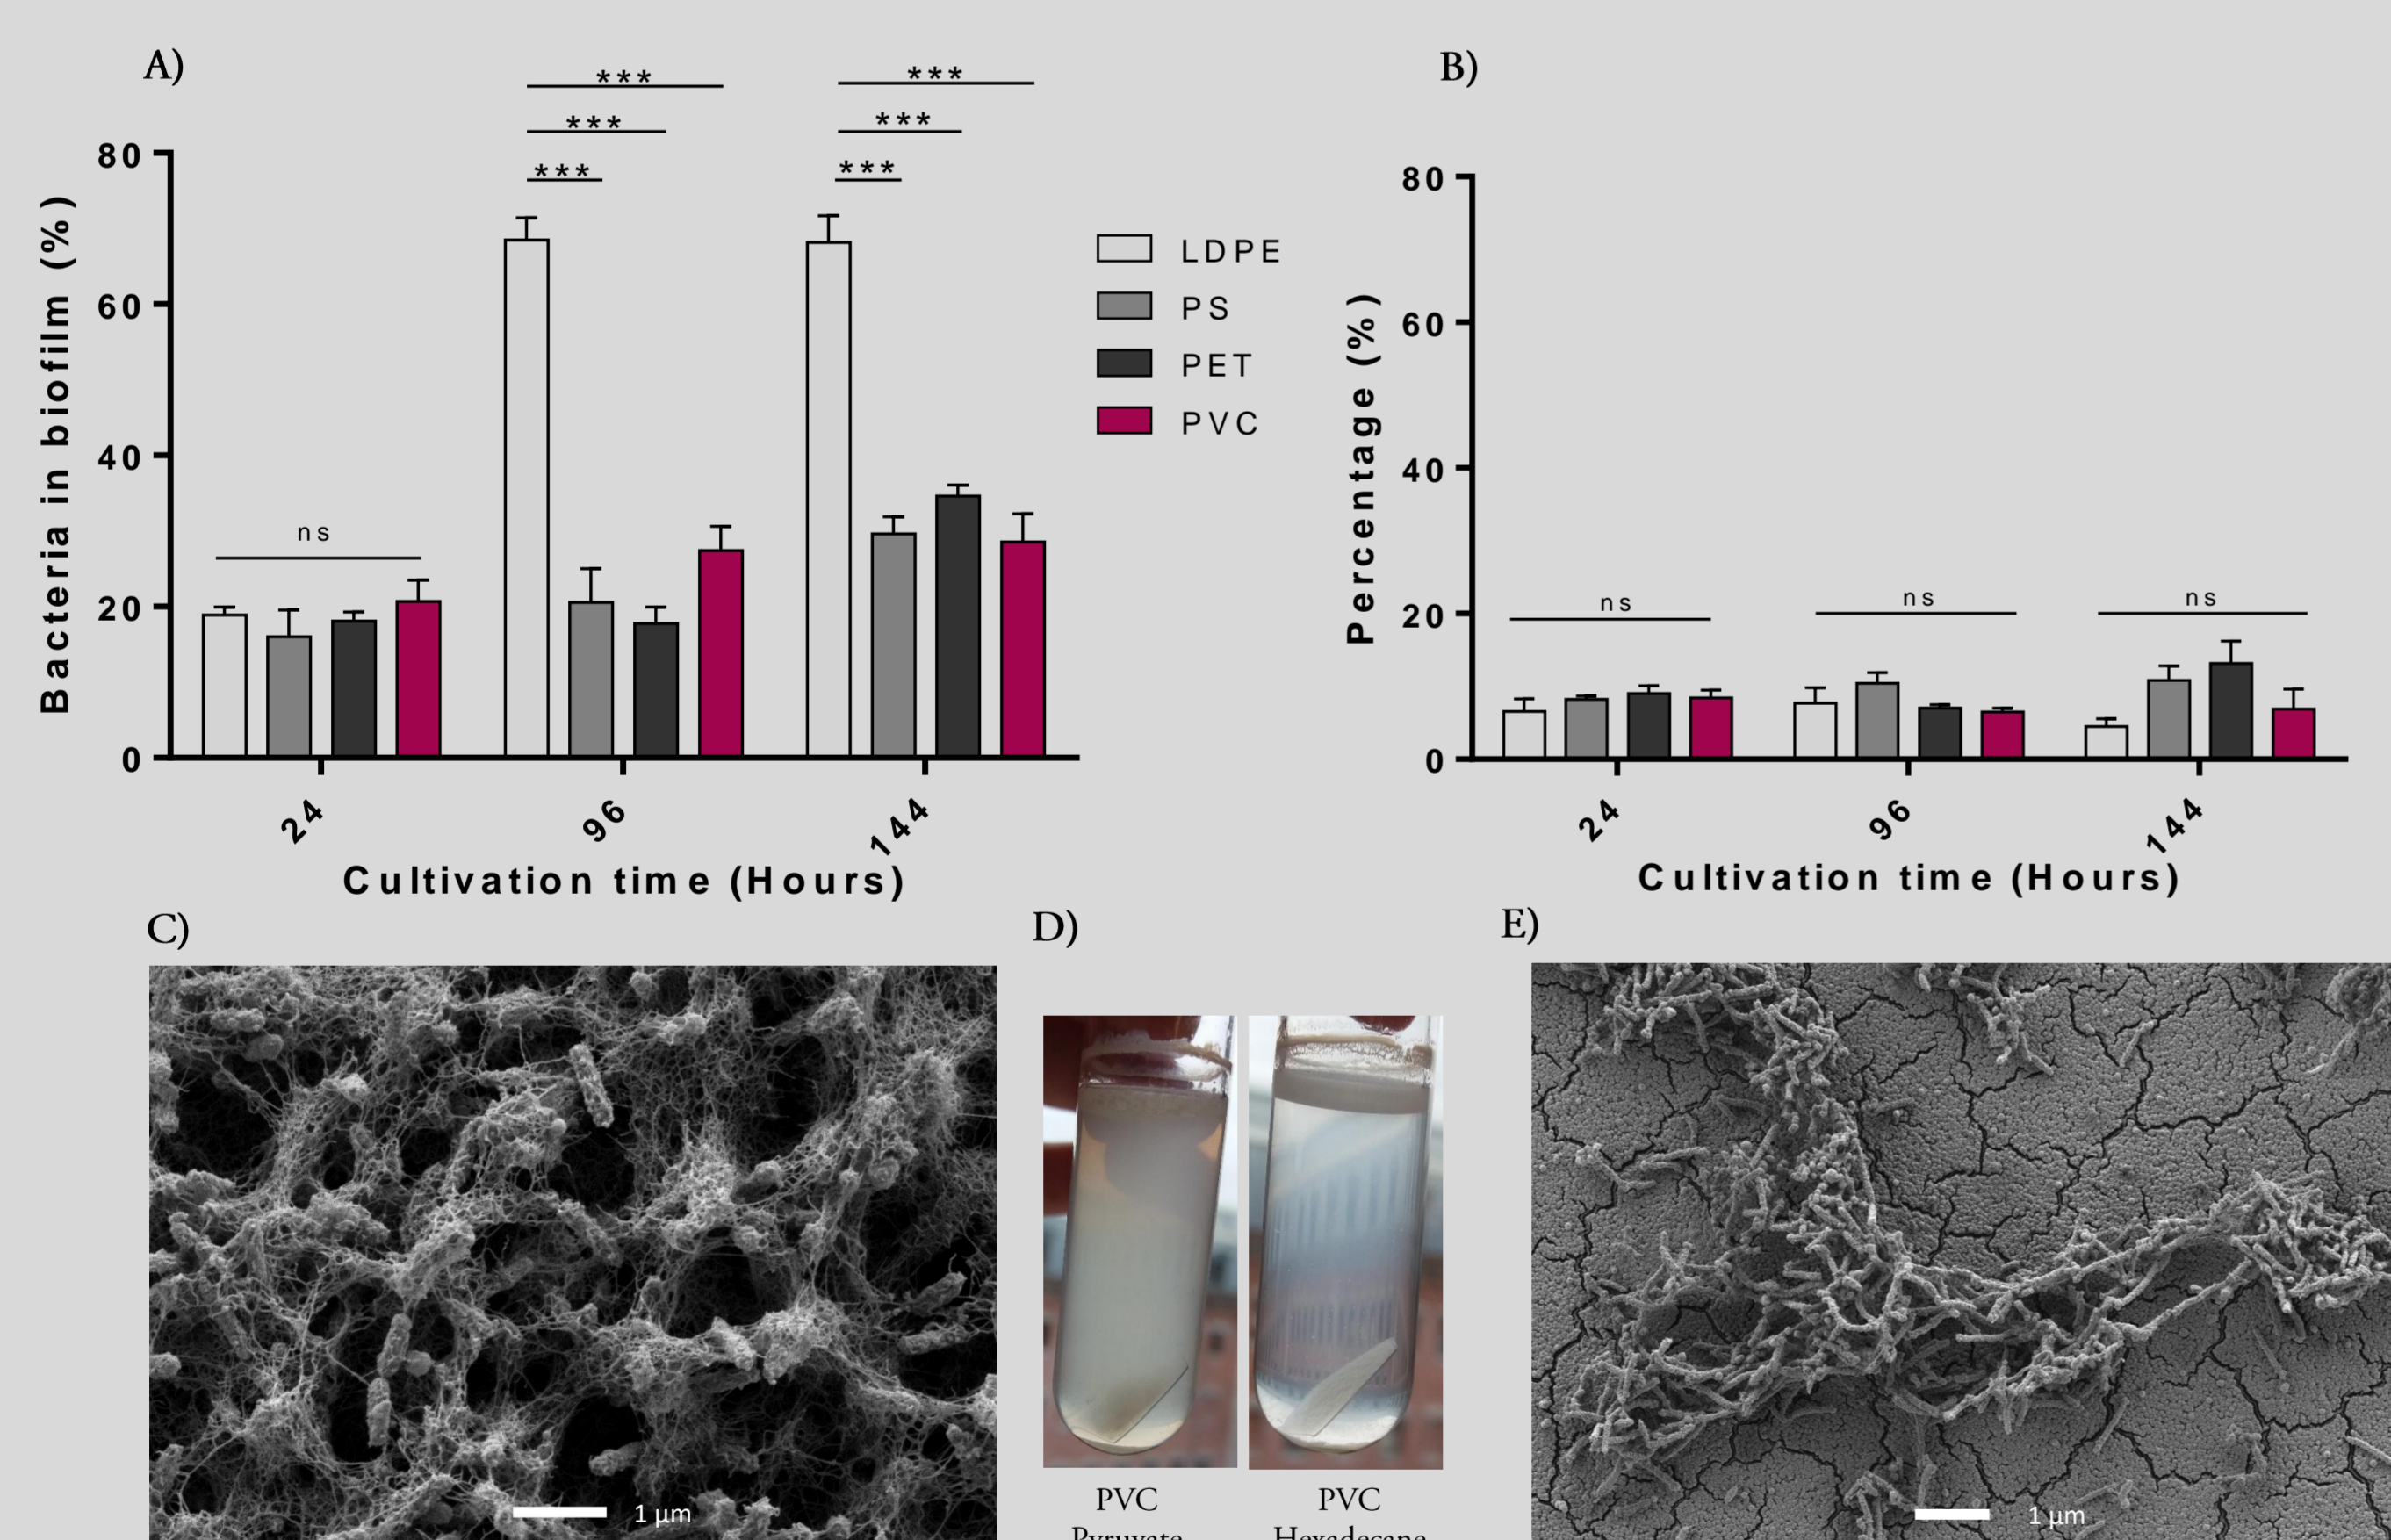 A)
***
***
***
***
***
***
Bacteria in biofilm (%)
80
60
40
20
0
ns
24
96
144
Cultivation time (Hours)
LDPE
PS
PET
PVC
B)
Percentage (%)
80
60
40
20
0
ns
ns
ns
24
96
144
Cultivation time (Hours)
C)
1 µm
D)
PVC
Pyruvate
PVC
Hexadecane
E)
1 µm